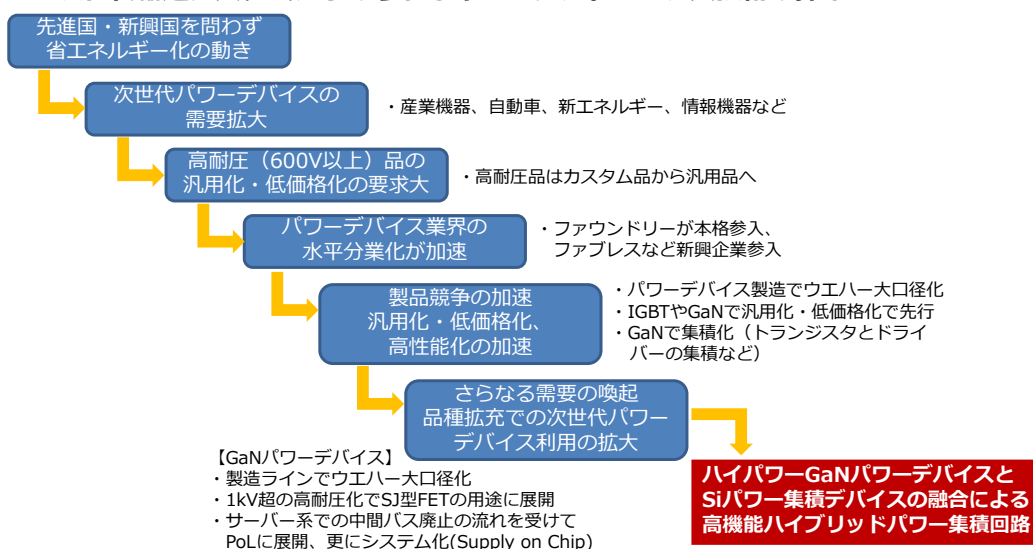 先進国・新興国を問わず
省エネルギー化の動き
次世代パワーデバイスの
需要拡大
・産業機器、自動車、新エネルギー、情報機器など
高耐圧（600V以上）品の
汎用化・低価格化の要求大
・高耐圧品はカスタム品から汎用品へ
パワーデバイス業界の
水平分業化が加速
・ファウンドリーが本格参入、
ファブレスなど新興企業参入
製品競争の加速
汎用化・低価格化、
高性能化の加速
・パワーデバイス製造でウエハー大口径化
・IGBTやGaNで汎用化・低価格化で先行
・GaNで集積化（トランジスタとドライ
バーの集積など）
さらなる需要の喚起
品種拡充での次世代パワー
デバイス利用の拡大
【GaNパワーデバイス】
・製造ラインでウエハー大口径化
・1kV超の高耐圧化でSJ型FETの用途に展開
・サーバー系での中間バス廃止の流れを受けて
PoLに展開、更にシステム化(Supply on Chip)
ハイパワーGaNパワーデバイスと
Siパワー集積デバイスの融合による
高機能ハイブリッドパワー集積回路